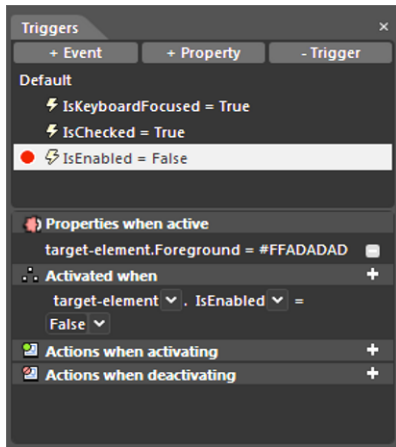 Triggers ×
+ Event + Property - Trigger
Default
IsKeyboardFocused = True
IsChecked = True
IsEnabled = False
Properties when active
target-element.Foreground = #FFADADAD
Activated when +
target-element . IsEnabled =
False
Actions when activating +
Actions when deactivating +